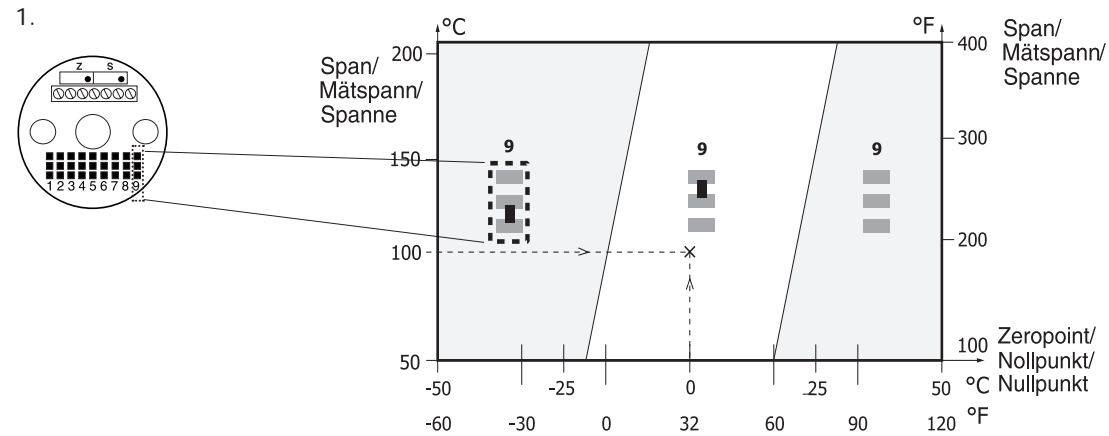 1.
Z S
1 2 3 4 5 6 7 8 9
°C
Span/
Mätspann/
Spanne
200
150
100
50
9
9
9
°F
Span/
Mätspann/
Spanne
400
300
200
100
Zeropoint/
Nollpunkt/
Nullpunkt
-50 -25 0 25 50 °C
-60 -30 0 32 60 90 120 °F